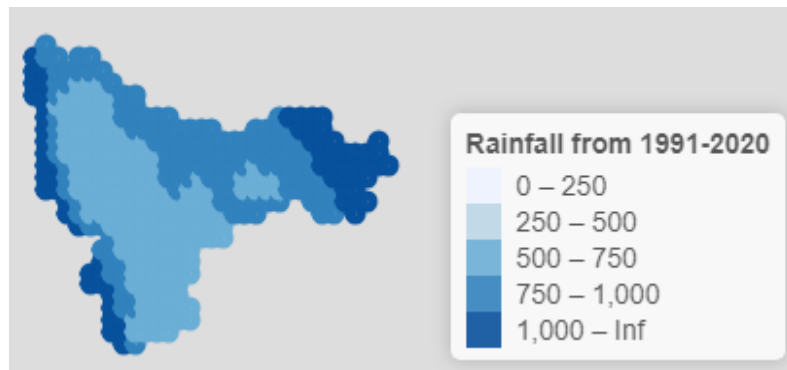 Rainfall from 1991-2020
0 – 250
250 – 500
500 – 750
750 – 1,000
1,000 – Inf